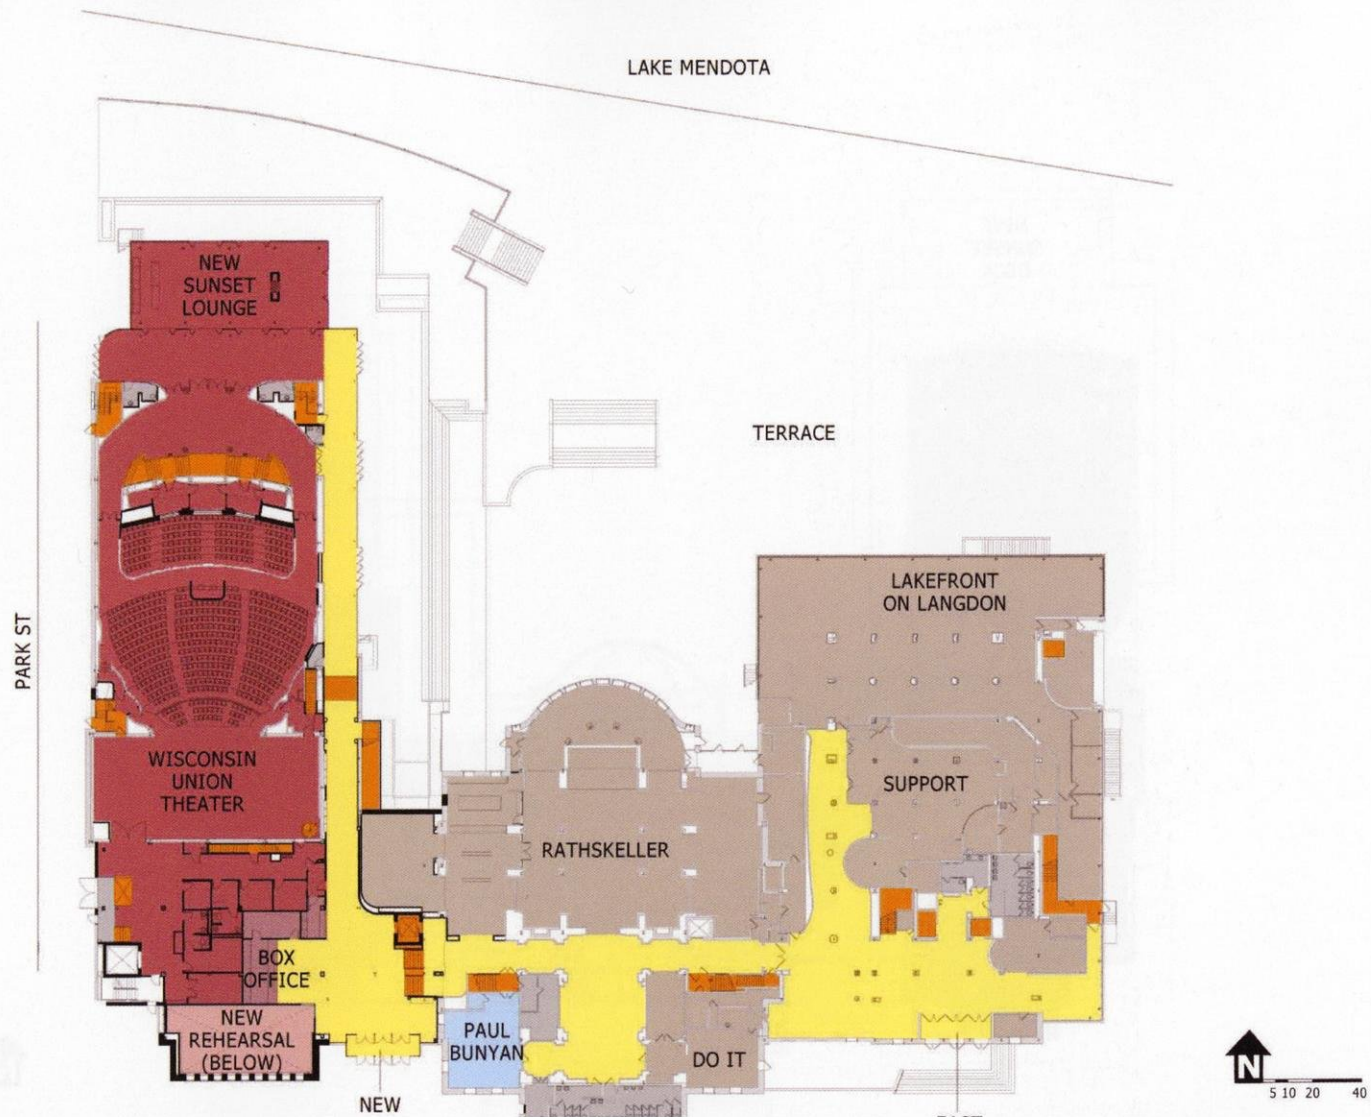 LAKE MENDOTA
NEW
SUNSET
LOUNGE
TERRACE
PARK ST
LAKEFRONT
ON LANGDON
WISCONSIN
UNION
THEATER
SUPPORT
RATHSKELLER
BOX
OFFICE
NEW
REHEARSAL
(BELOW)
PAUL
BUNYAN
DO IT
NEW
N
5 10 20 40